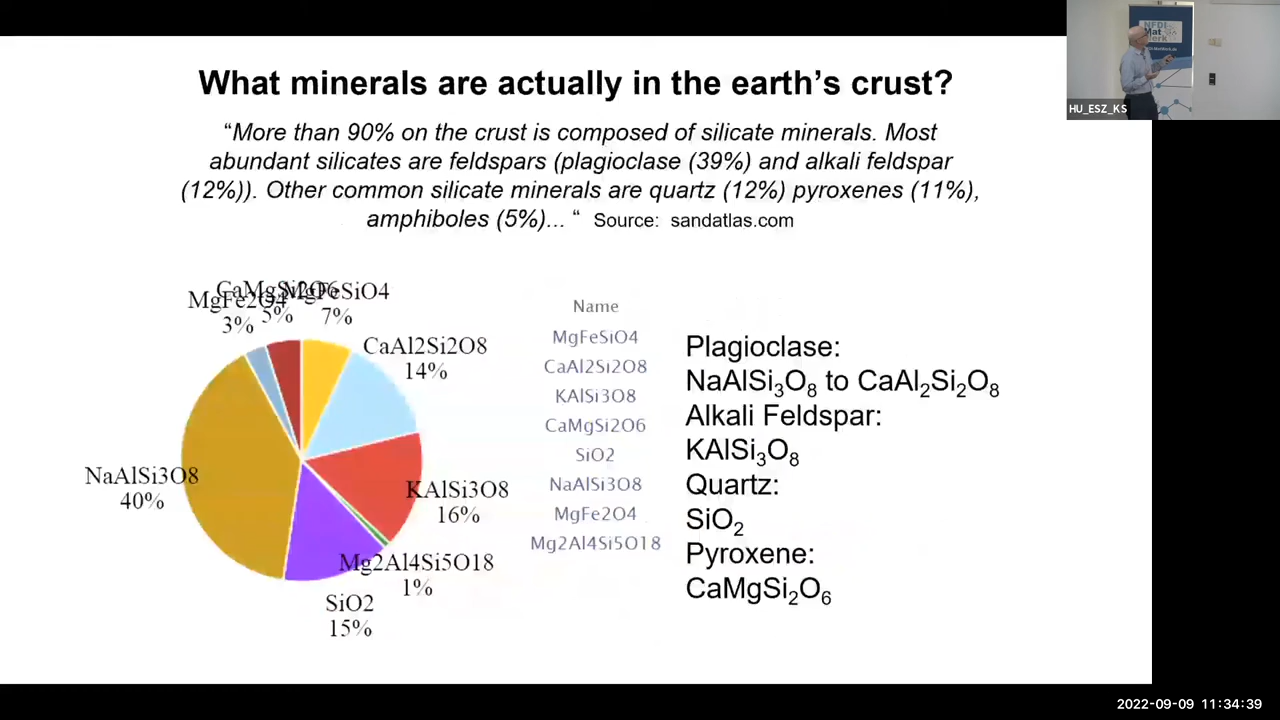 What minerals are actually in the earth’s crust?
“More than 90% on the crust is composed of silicate minerals. Most
abundant silicates are feldspars (plagioclase (39%) and alkali feldspar
(12%)). Other common silicate minerals are quartz (12%) pyroxenes (11%),
amphiboles (5%)... “ Source: sandatlas.com
MgFe2O4
3%
CaMgSi2O6
5%
MgFeSiO4
7%
CaAl2Si2O8
14%
KAlSi3O8
16%
Mg2Al4Si5O18
1%
SiO2
15%
NaAlSi3O8
40%
Name
MgFeSiO4
CaAl2Si2O8
KAlSi3O8
CaMgSi2O6
SiO2
NaAlSi3O8
MgFe2O4
Mg2Al4Si5O18
Plagioclase:
NaAlSi₃O₈ to CaAl₂Si₂O₈
Alkali Feldspar:
KAlSi₃O₈
Quartz:
SiO₂
Pyroxene:
CaMgSi₂O₆
NFDI
Mat
HU_ESZ_KS
2022-09-09 11:34:39